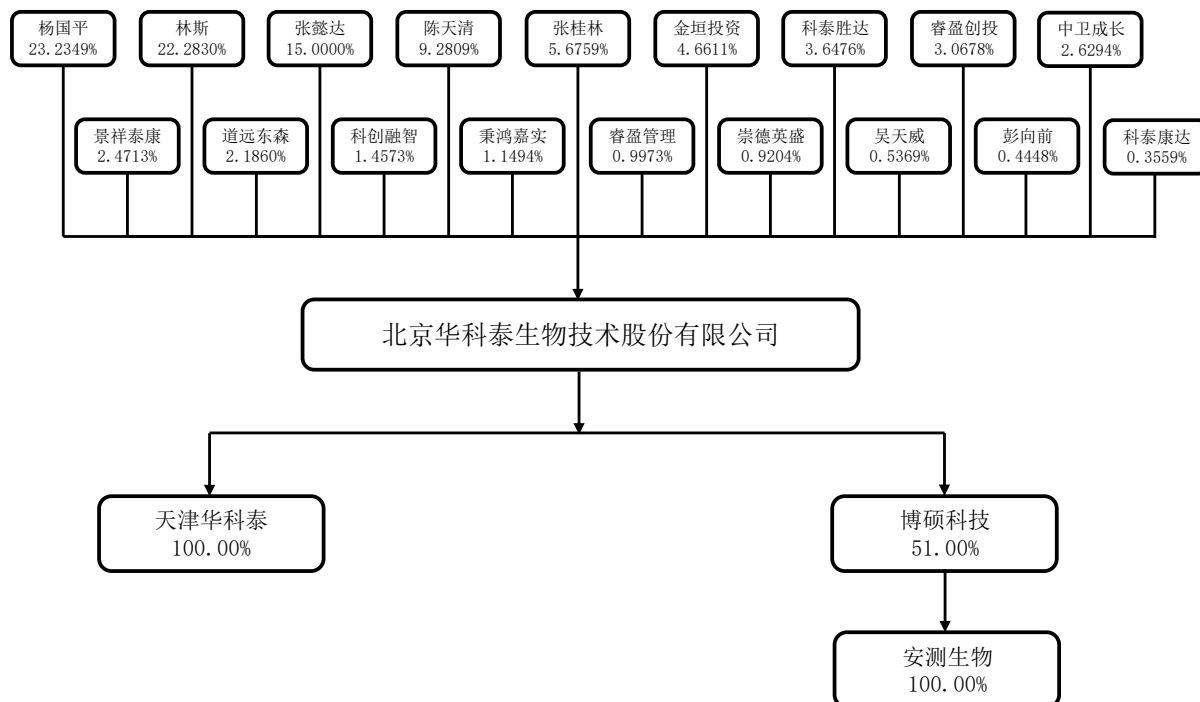 杨国平
23.2349%
林斯
22.2830%
张懿达
15.0000%
陈天清
9.2809%
张桂林
5.6759%
金垣投资
4.6611%
科泰胜达
3.6476%
睿盈创投
3.0678%
中卫成长
2.6294%
景祥泰康
2.4713%
道远东森
2.1860%
科创融智
1.4573%
秉鸿嘉实
1.1494%
睿盈管理
0.9973%
崇德英盛
0.9204%
吴天威
0.5369%
彭向前
0.4448%
科泰康达
0.3559%
北京华科泰生物技术股份有限公司
天津华科泰
100.00%
博硕科技
51.00%
安测生物
100.00%